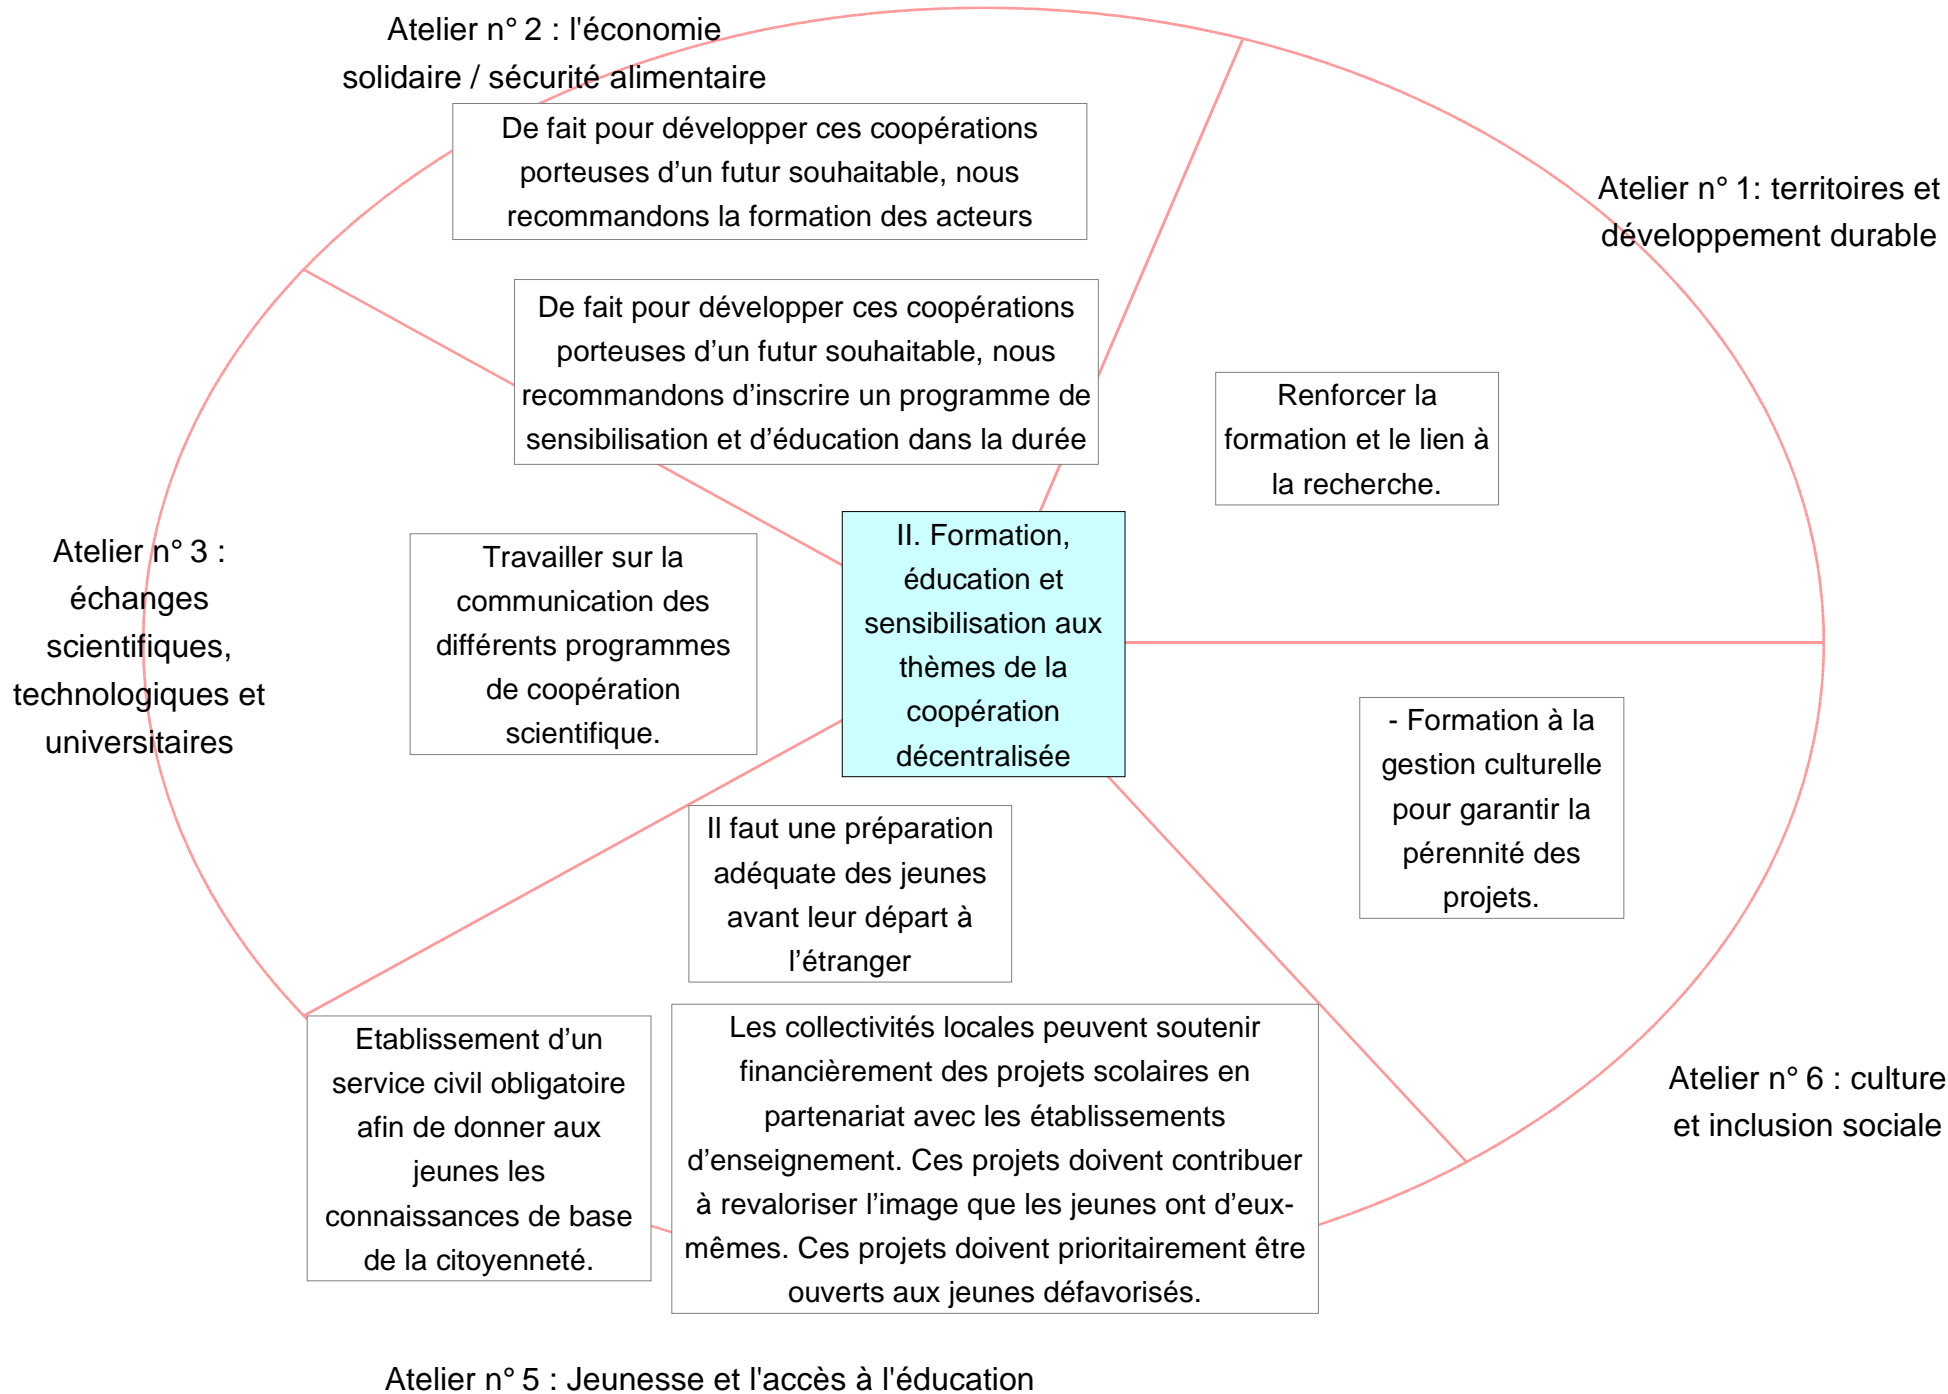 Atelier n° 2 : l'économie
solidaire / sécurité alimentaire
De fait pour développer ces coopérations
porteuses d’un futur souhaitable, nous
recommandons la formation des acteurs
Atelier n° 1: territoires et
développement durable
De fait pour développer ces coopérations
porteuses d’un futur souhaitable, nous
recommandons d’inscrire un programme de
sensibilisation et d’éducation dans la durée
Renforcer la
formation et le lien à
la recherche.
Atelier n° 3 :
échanges
scientifiques,
technologiques et
universitaires
Travailler sur la
communication des
différents programmes
de coopération
scientifique.
II. Formation,
éducation et
sensibilisation aux
thèmes de la
coopération
décentralisée
- Formation à la
gestion culturelle
pour garantir la
pérennité des
projets.
Il faut une préparation
adéquate des jeunes
avant leur départ à
l’étranger
Etablissement d’un
service civil obligatoire
afin de donner aux
jeunes les
connaissances de base
de la citoyenneté.
Les collectivités locales peuvent soutenir
financièrement des projets scolaires en
partenariat avec les établissements
d’enseignement. Ces projets doivent contribuer
à revaloriser l’image que les jeunes ont d’eux-
mêmes. Ces projets doivent prioritairement être
ouverts aux jeunes défavorisés.
Atelier n° 6 : culture
et inclusion sociale
Atelier n° 5 : Jeunesse et l'accès à l'éducation